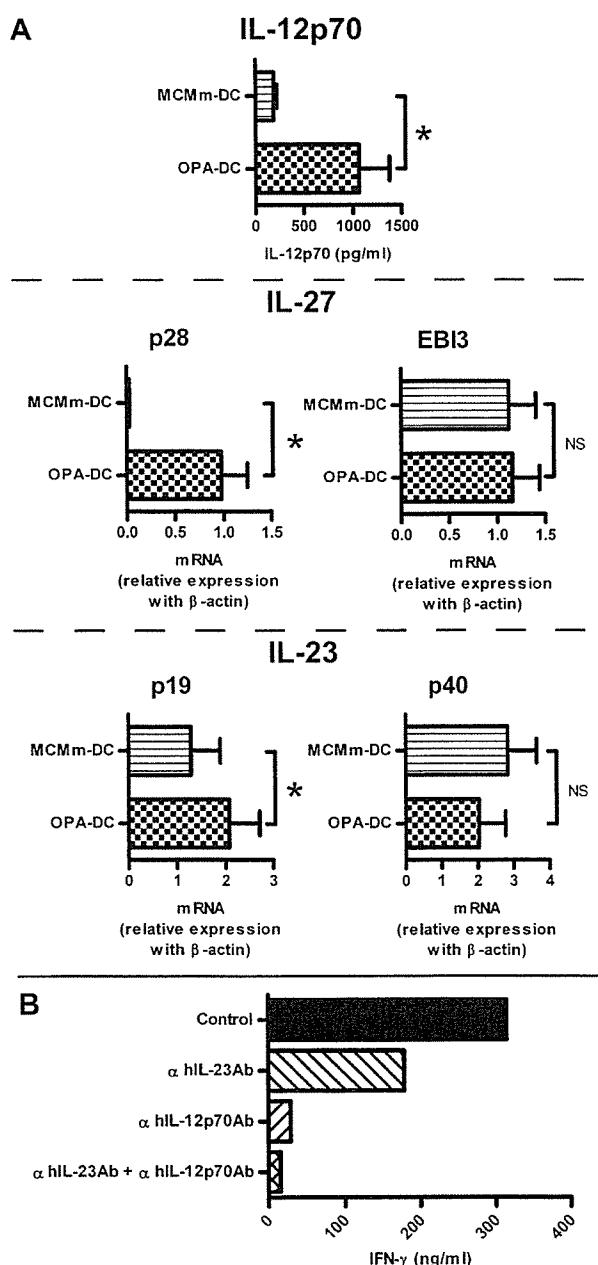 A
IL-12p70
MCMm-DC
*
OPA-DC
0 500 1000 1500
IL-12p70 (pg/ml)
IL-27
p28 EBI3
MCMm-DC MCMm-DC
* NS
OPA-DC OPA-DC
0.0 0.5 1.0 1.5 0.0 0.5 1.0 1.5
mRNA mRNA
(relative expression (relative expression
with β-actin) with β-actin)
IL-23
p19 p40
MCMm-DC MCMm-DC
* NS
OPA-DC OPA-DC
0 1 2 3 0 1 2 3 4
mRNA mRNA
(relative expression (relative expression
with β-actin) with β-actin)
B
Control
α hIL-23Ab
α hIL-12p70Ab
α hIL-23Ab + α hIL-12p70Ab
0 100 200 300 400
IFN-γ (ng/ml)